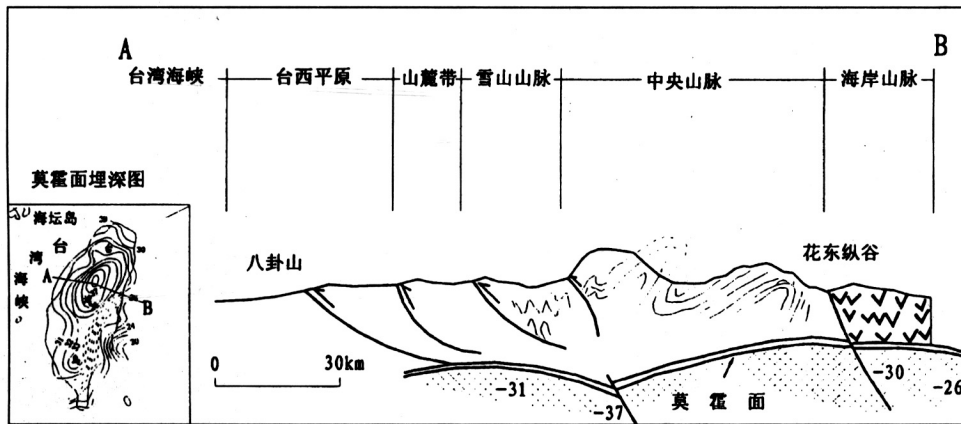 A
B
台湾海峡 台西平原 山麓带 雪山山脉 中央山脉 海岸山脉
莫霍面埋深图
海坛岛
台
湾
海
峡
A
B
八卦山
花东纵谷
0 30km
-31
-37
莫霍面
-30
-26